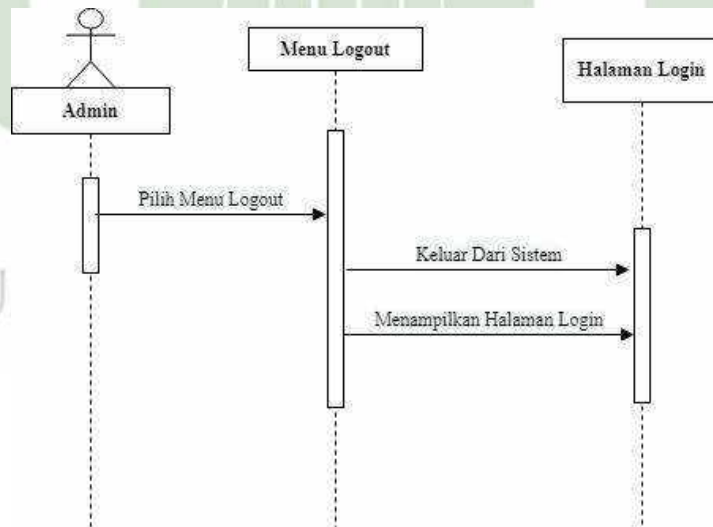 Menu Logout
Halaman Login
Admin
Pilih Menu Logout
Keluar Dari Sistem
Menampilkan Halaman Login